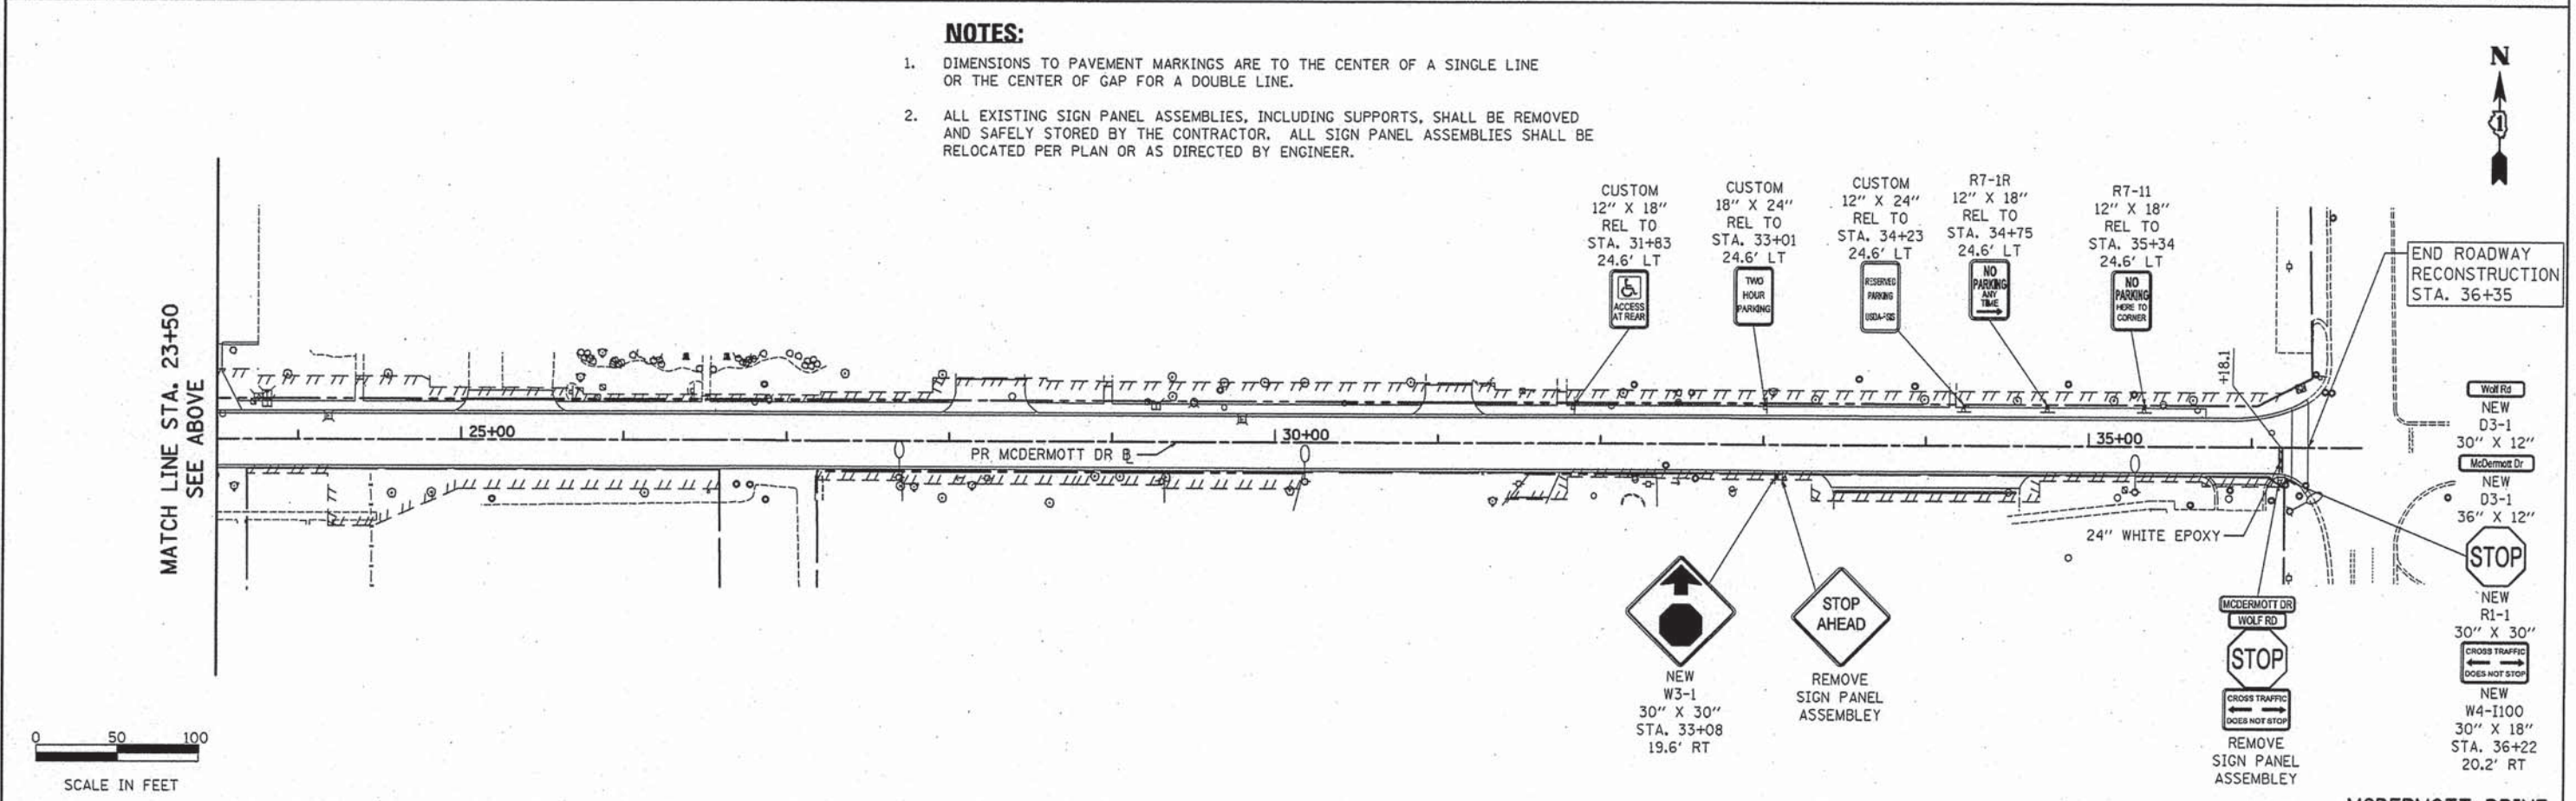 NOTES:
1. DIMENSIONS TO PAVEMENT MARKINGS ARE TO THE CENTER OF A SINGLE LINE
OR THE CENTER OF GAP FOR A DOUBLE LINE.
2. ALL EXISTING SIGN PANEL ASSEMBLIES, INCLUDING SUPPORTS, SHALL BE REMOVED
AND SAFELY STORED BY THE CONTRACTOR. ALL SIGN PANEL ASSEMBLIES SHALL BE
RELOCATED PER PLAN OR AS DIRECTED BY ENGINEER.
N
1
MATCH LINE STA. 23+50
SEE ABOVE
CUSTOM
12" X 18"
REL TO
STA. 31+83
24.6' LT
ACCESS
AT REAR
CUSTOM
18" X 24"
REL TO
STA. 33+01
24.6' LT
TWO
HOUR
PARKING
CUSTOM
12" X 24"
REL TO
STA. 34+23
24.6' LT
RESERVED
PARKING
R7-1R
12" X 18"
REL TO
STA. 34+75
24.6' LT
NO
PARKING
ANY
TIME
R7-11
12" X 18"
REL TO
STA. 35+34
24.6' LT
NO
PARKING
HERE TO
CORNER
+18.1
END ROADWAY
RECONSTRUCTION
STA. 36+35
25+00
30+00
35+00
PR MCDERMOTT DR BL
24" WHITE EPOXY
NEW
W3-1
30" X 30"
STA. 33+08
19.6' RT
STOP
AHEAD
REMOVE
SIGN PANEL
ASSEMBLEY
MCDERMOTT DR
WOLF RD
STOP
CROSS TRAFFIC
DOES NOT STOP
REMOVE
SIGN PANEL
ASSEMBLEY
Wolf Rd
NEW
D3-1
30" X 12"
McDermott Dr
NEW
D3-1
36" X 12"
STOP
NEW
R1-1
30" X 30"
CROSS TRAFFIC
DOES NOT STOP
NEW
W4-I100
30" X 18"
STA. 36+22
20.2' RT
0 50 100
SCALE IN FEET